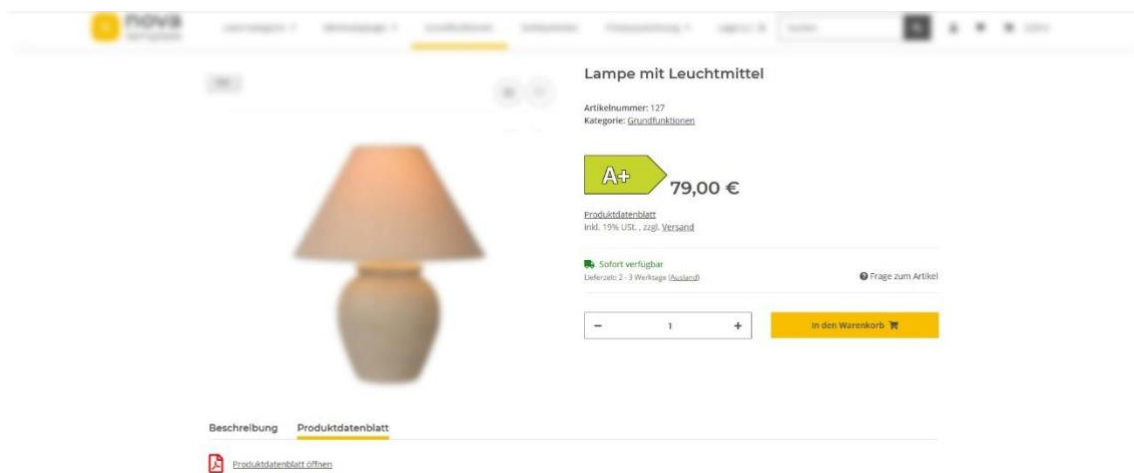 nova
Lampe mit Leuchtmittel
Artikelnummer: 127
Kategorie: Grundfunktionen
A+
79,00 €
Produktdatenblatt
inkl. 19% USt. , zzgl. Versand
Sofort verfügbar
Lieferzeit: 2 - 3 Werktage (Ausland)
Frage zum Artikel
− 1 +
In den Warenkorb
Beschreibung Produktdatenblatt
Produktdatenblatt öffnen